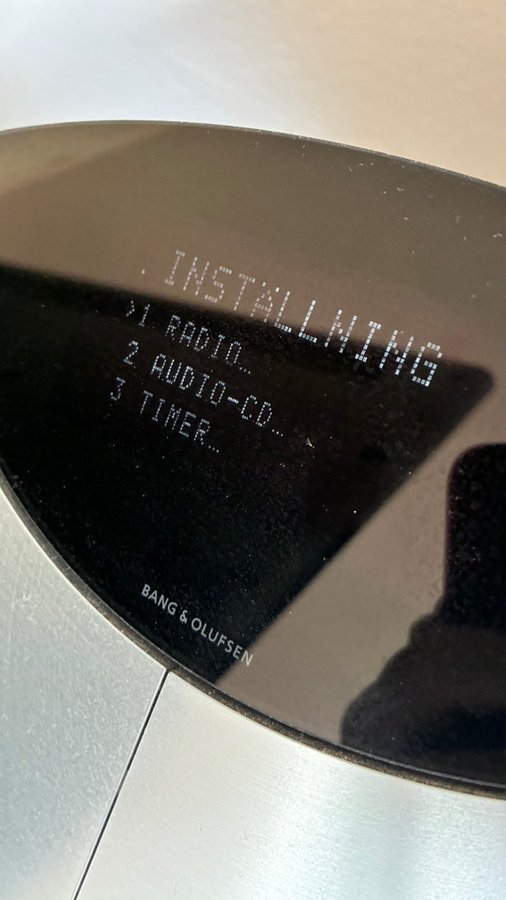 INSTÄLLNING
>1 RADIO…
2 AUDIO-CD…
3 TIMER…
BANG & OLUFSEN